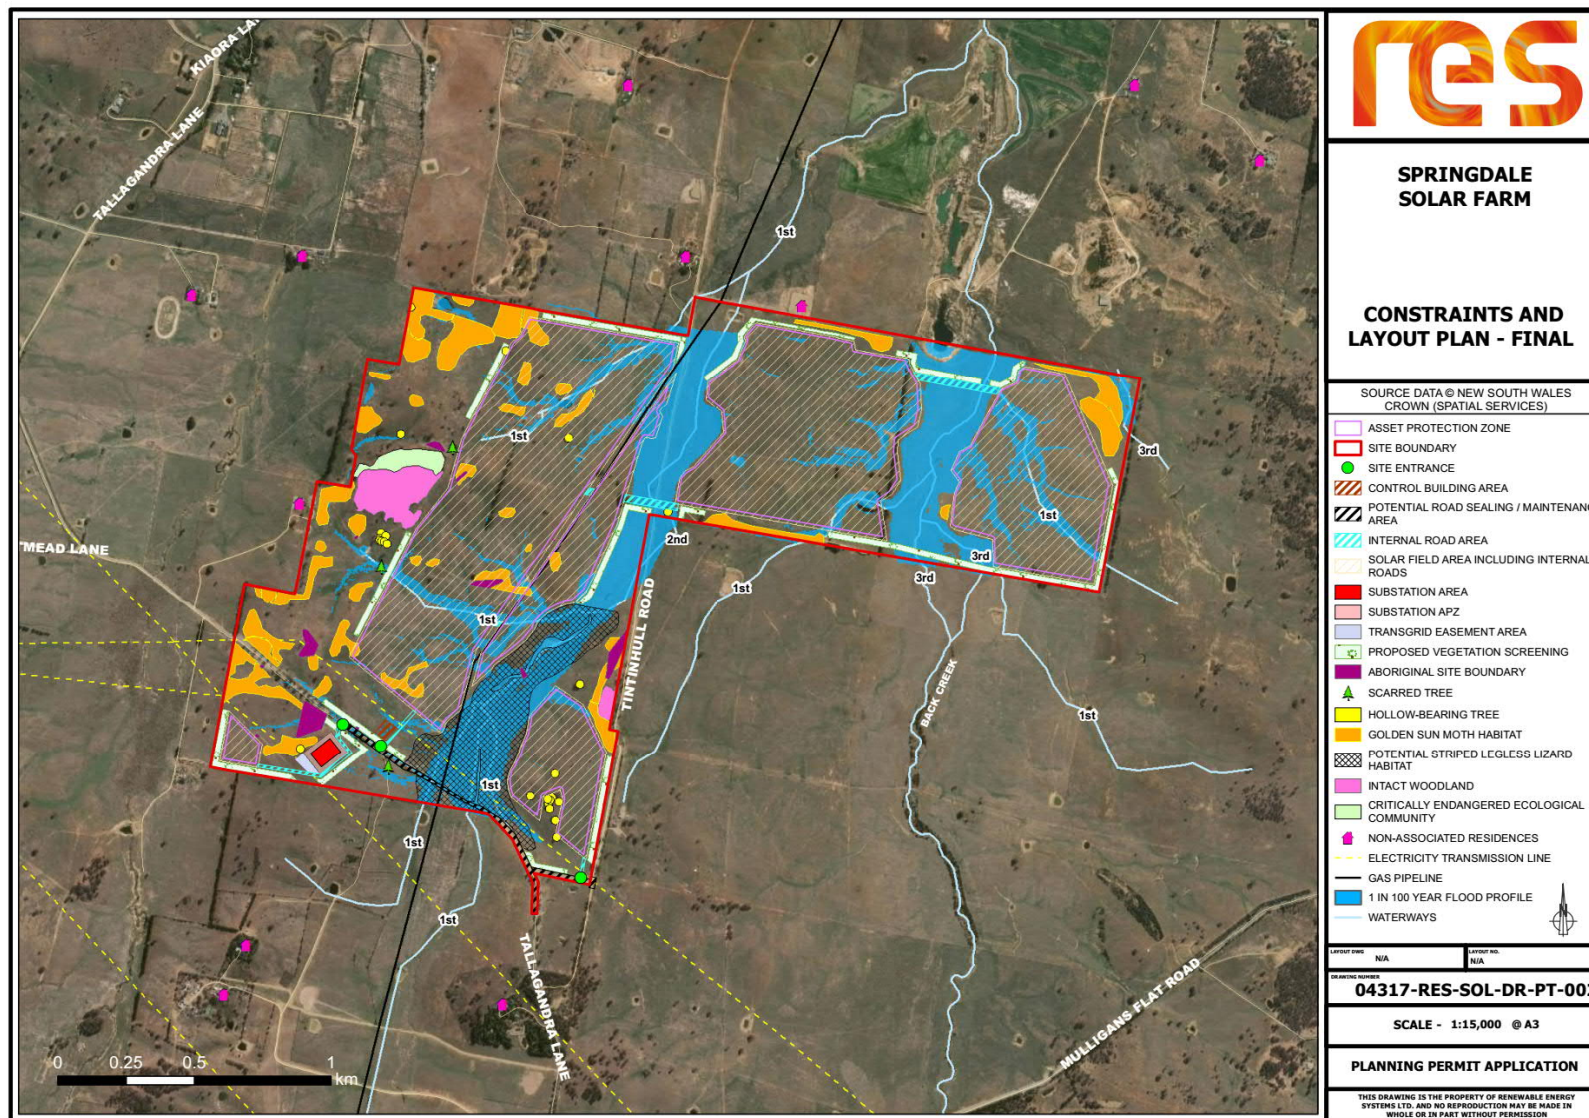 KIAORA LA
TALLAGANDRA LANE
1st
1st
3rd
1st
MEAD LANE
2nd
3rd
3rd
1st
1st
TINTINHULL ROAD
BACK CREEK
1st
1st
1st
1st
TALLAGANDRA LANE
MULLIGANS FLAT ROAD
0 0.25 0.5 1
km
res
SPRINGDALE
SOLAR FARM
CONSTRAINTS AND
LAYOUT PLAN - FINAL
SOURCE DATA © NEW SOUTH WALES
CROWN (SPATIAL SERVICES)
ASSET PROTECTION ZONE
SITE BOUNDARY
SITE ENTRANCE
CONTROL BUILDING AREA
POTENTIAL ROAD SEALING / MAINTENANC
AREA
INTERNAL ROAD AREA
SOLAR FIELD AREA INCLUDING INTERNAL
ROADS
SUBSTATION AREA
SUBSTATION APZ
TRANSGRID EASEMENT AREA
PROPOSED VEGETATION SCREENING
ABORIGINAL SITE BOUNDARY
SCARRED TREE
HOLLOW-BEARING TREE
GOLDEN SUN MOTH HABITAT
POTENTIAL STRIPED LEGLESS LIZARD
HABITAT
INTACT WOODLAND
CRITICALLY ENDANGERED ECOLOGICAL
COMMUNITY
NON-ASSOCIATED RESIDENCES
ELECTRICITY TRANSMISSION LINE
GAS PIPELINE
1 IN 100 YEAR FLOOD PROFILE
WATERWAYS
LAYOUT DWG
N/A
LAYOUT NO.
N/A
DRAWING NUMBER
04317-RES-SOL-DR-PT-00
SCALE - 1:15,000 @ A3
PLANNING PERMIT APPLICATION
THIS DRAWING IS THE PROPERTY OF RENEWABLE ENERGY
SYSTEMS LTD. AND NO REPRODUCTION MAY BE MADE IN
WHOLE OR IN PART WITHOUT PERMISSION